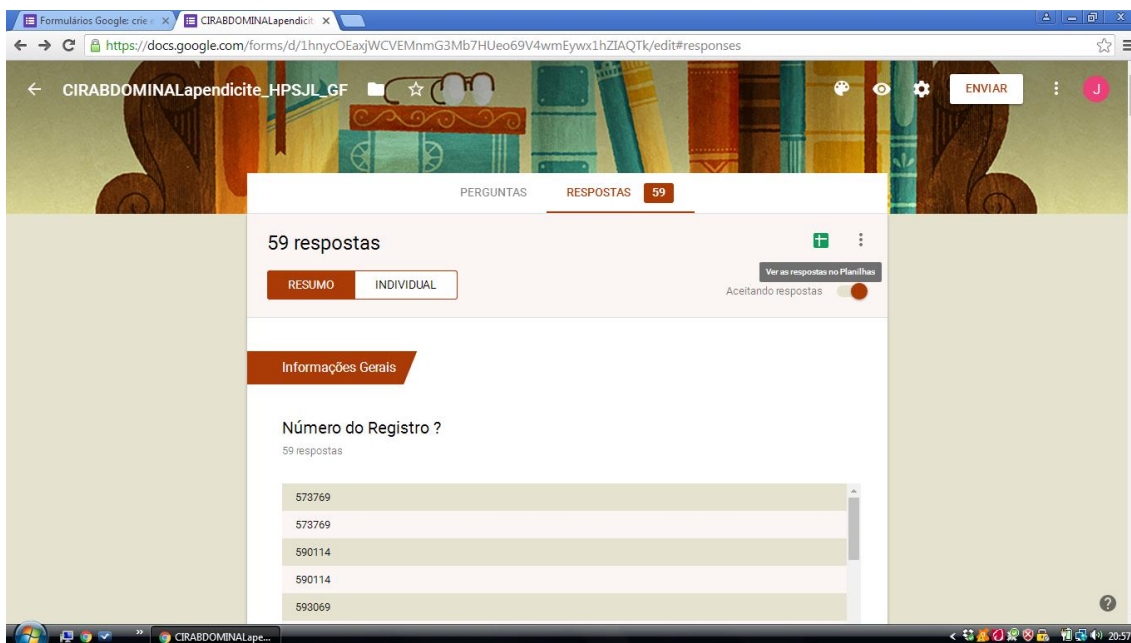 Formulários Google: crie e
CIRABDOMINALapendicit
https://docs.google.com/forms/d/1hnycOEaxjWCVEMnmG3Mb7HUeo69V4wmEywx1hZIAQTk/edit#responses
CIRABDOMINALapendicite_HPSJL_GF
ENVIAR
J
PERGUNTAS
RESPOSTAS 59
59 respostas
Ver as respostas no Planilhas
RESUMO
INDIVIDUAL
Aceitando respostas
Informações Gerais
Número do Registro ?
59 respostas
573769
573769
590114
590114
593069
CIRABDOMINALape...
20:57